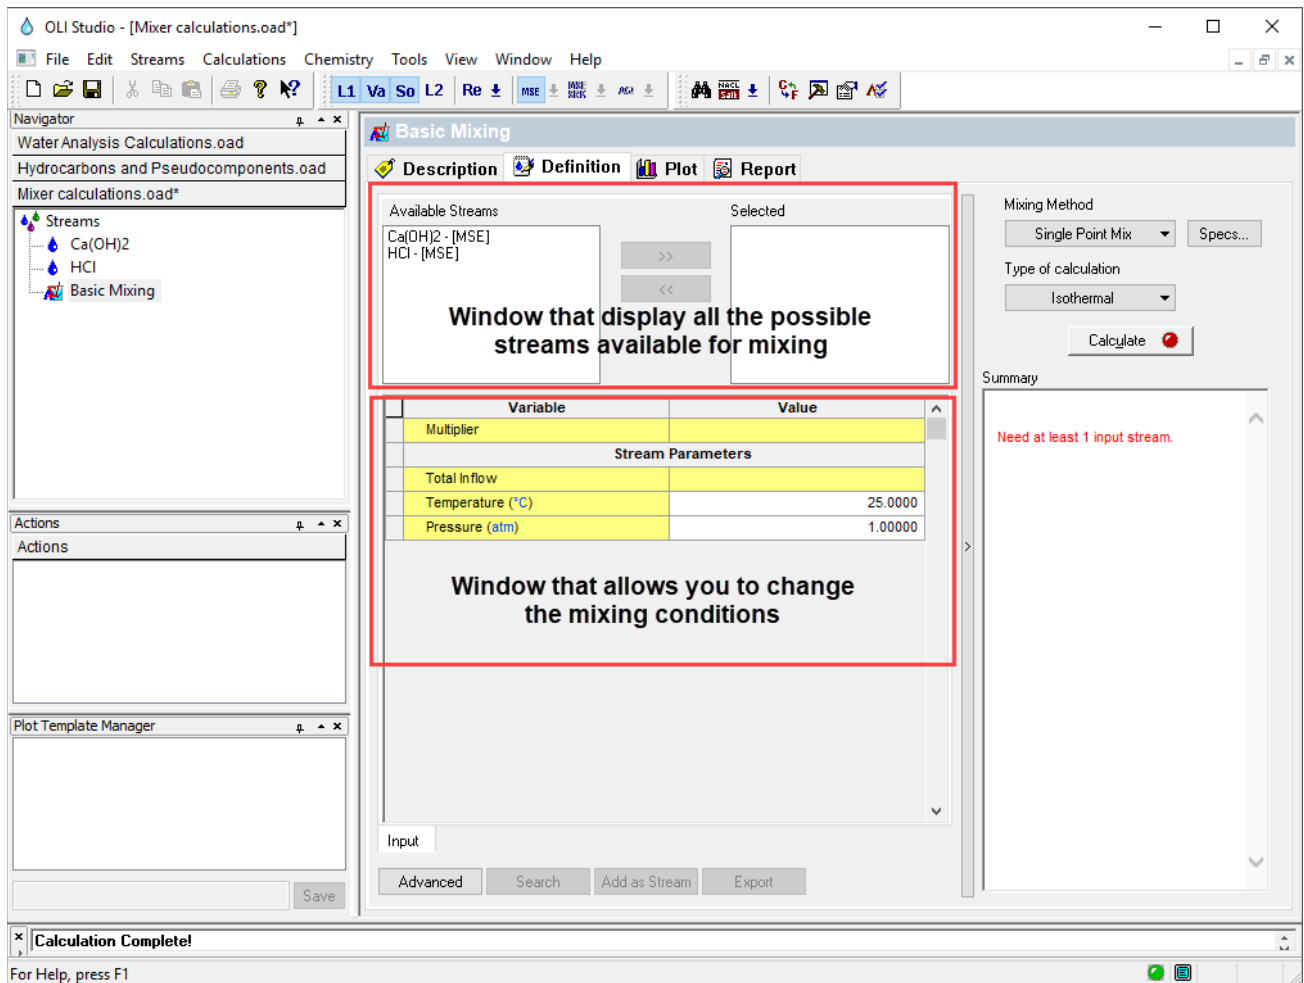 OLI Studio - [Mixer calculations.oad*]
File Edit Streams Calculations Chemistry Tools View Window Help
L1 Va So L2 Re MSE MSE SRK AQ NACL Salt C F
Navigator
Water Analysis Calculations.oad
Hydrocarbons and Pseudocomponents.oad
Mixer calculations.oad*
Streams
Ca(OH)2
HCl
Basic Mixing
Actions
Actions
Plot Template Manager
Save
Basic Mixing
Description Definition Plot Report
Available Streams Selected
Ca(OH)2 - [MSE]
HCl - [MSE]
>>
<<
Window that display all the possible
streams available for mixing
Variable Value
Multiplier
Stream Parameters
Total Inflow
Temperature (°C) 25.0000
Pressure (atm) 1.00000
Window that allows you to change
the mixing conditions
Input
Advanced Search Add as Stream Export
Mixing Method
Single Point Mix Specs...
Type of calculation
Isothermal
Calculate
Summary
Need at least 1 input stream.
Calculation Complete!
For Help, press F1